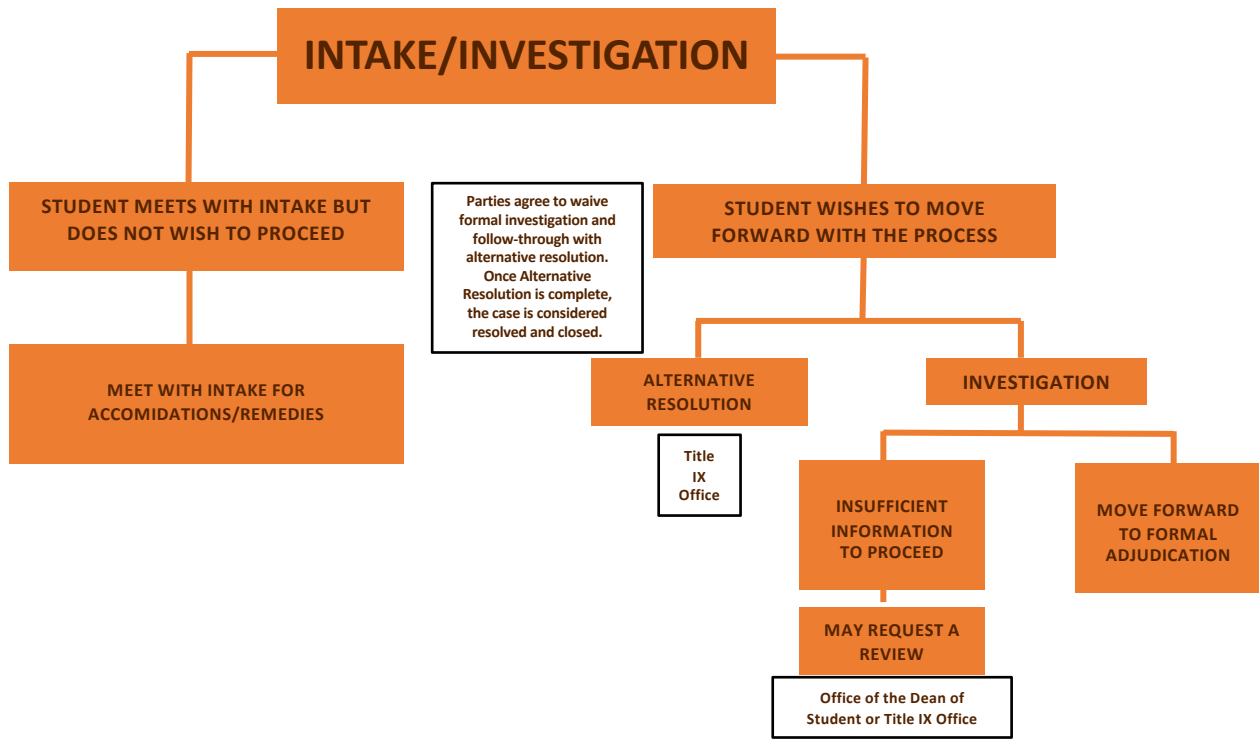 INTAKE/INVESTIGATION
STUDENT MEETS WITH INTAKE BUT
DOES NOT WISH TO PROCEED
MEET WITH INTAKE FOR
ACCOMIDATIONS/REMEDIES
Parties agree to waive
formal investigation and
follow-through with
alternative resolution.
Once Alternative
Resolution is complete,
the case is considered
resolved and closed.
STUDENT WISHES TO MOVE
FORWARD WITH THE PROCESS
ALTERNATIVE
RESOLUTION
Title
IX
Office
INVESTIGATION
INSUFFICIENT
INFORMATION
TO PROCEED
MOVE FORWARD
TO FORMAL
ADJUDICATION
MAY REQUEST A
REVIEW
Office of the Dean of
Student or Title IX Office